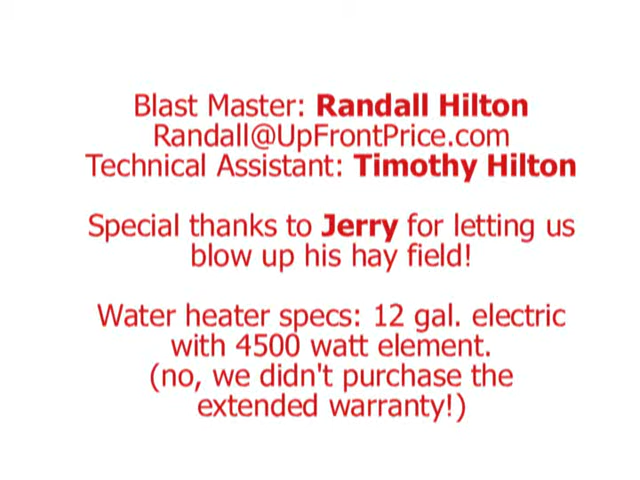 Blast Master: Randall Hilton
Randall@UpFrontPrice.com
Technical Assistant: Timothy Hilton
Special thanks to Jerry for letting us
blow up his hay field!
Water heater specs: 12 gal. electric
with 4500 watt element.
(no, we didn't purchase the
extended warranty!)